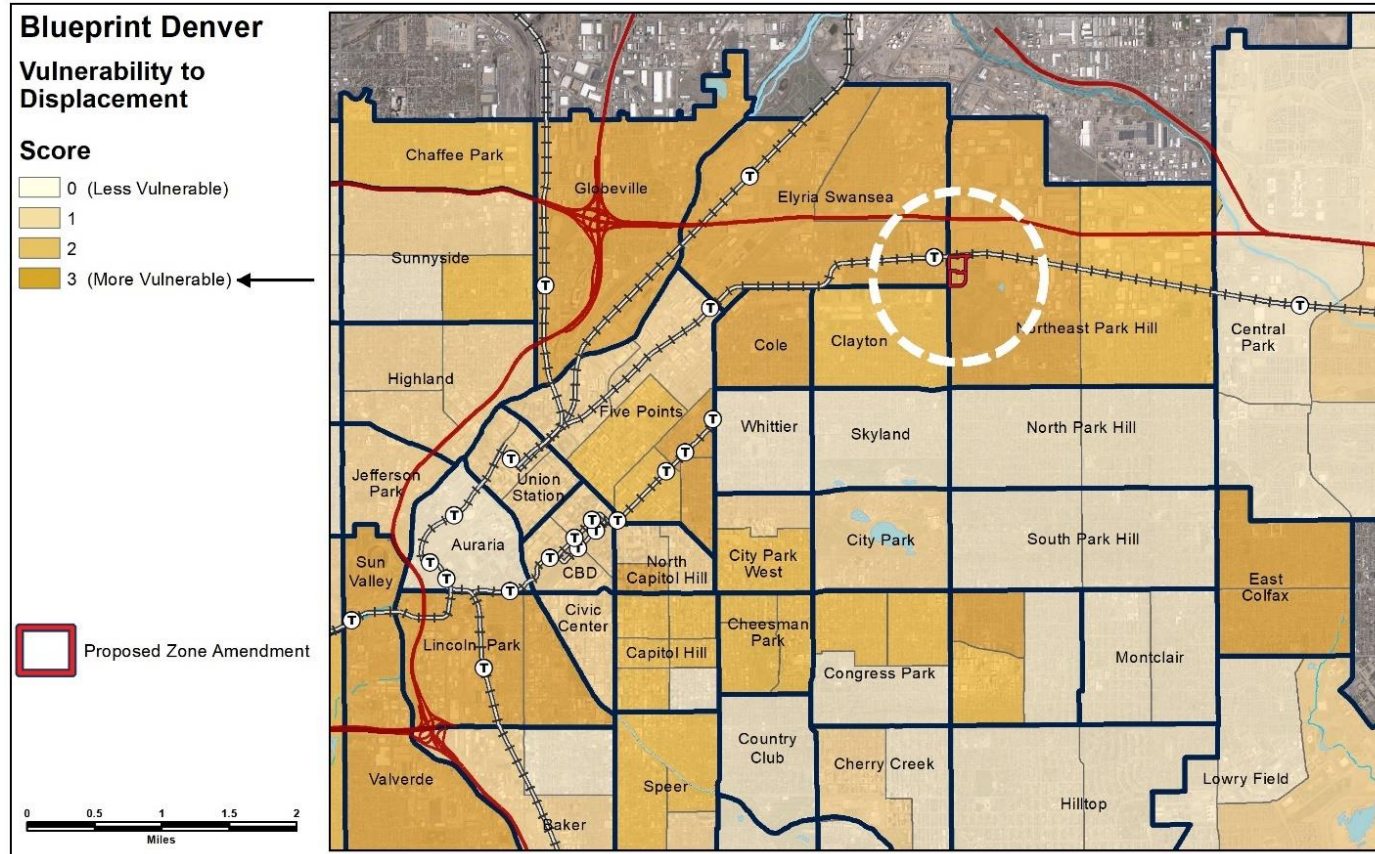 Blueprint Denver
Vulnerability to
Displacement
Score
0 (Less Vulnerable)
1
2
3 (More Vulnerable)
Proposed Zone Amendment
0 0.5 1 1.5 2
Miles
Chaffee Park
Globeville
Elyria Swansea
Sunnyside
T
T
T
T
T
T
Northeast Park Hill
Central
Park
Cole
Clayton
Highland
Five Points
Whittier
Skyland
North Park Hill
T
T
T
T
Jefferson
Park
Union
Station
T
Auraria
T
T
T
T
T
T
T
CBD
T
T
North
Capitol Hill
City Park
West
City Park
South Park Hill
Sun
Valley
East
Colfax
T
Civic
Center
Lincoln Park
T
Capitol Hill
Cheesman
Park
Congress Park
Montclair
Valverde
Baker
Speer
Country
Club
Cherry Creek
Hilltop
Lowry Field